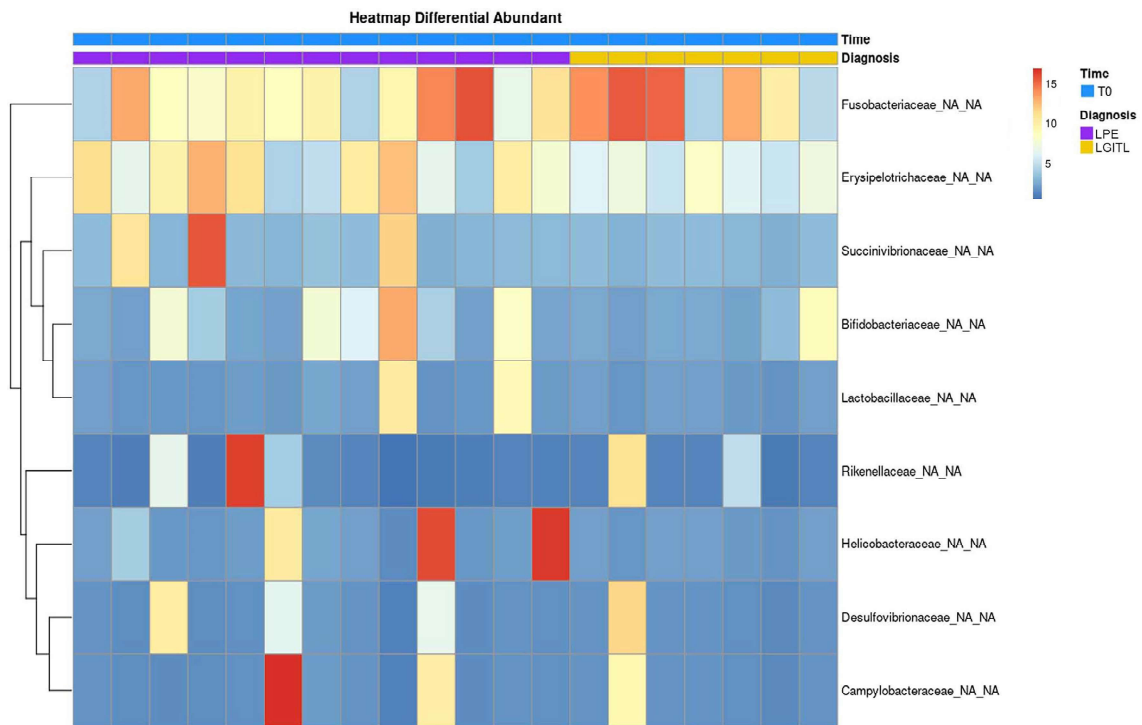 Heatmap Differential Abundant
Time
Diagnosis
Fusobacteriaceae_NA_NA
Erysipelotrichaceae_NA_NA
Succinivibrionaceae_NA_NA
Bifidobacteriaceae_NA_NA
Lactobacillaceae_NA_NA
Rikenellaceae_NA_NA
Helicobacteraceae_NA_NA
Desulfovibrionaceae_NA_NA
Campylobacteraceae_NA_NA
15
10
5
Time
T0
Diagnosis
LPE
LGITL